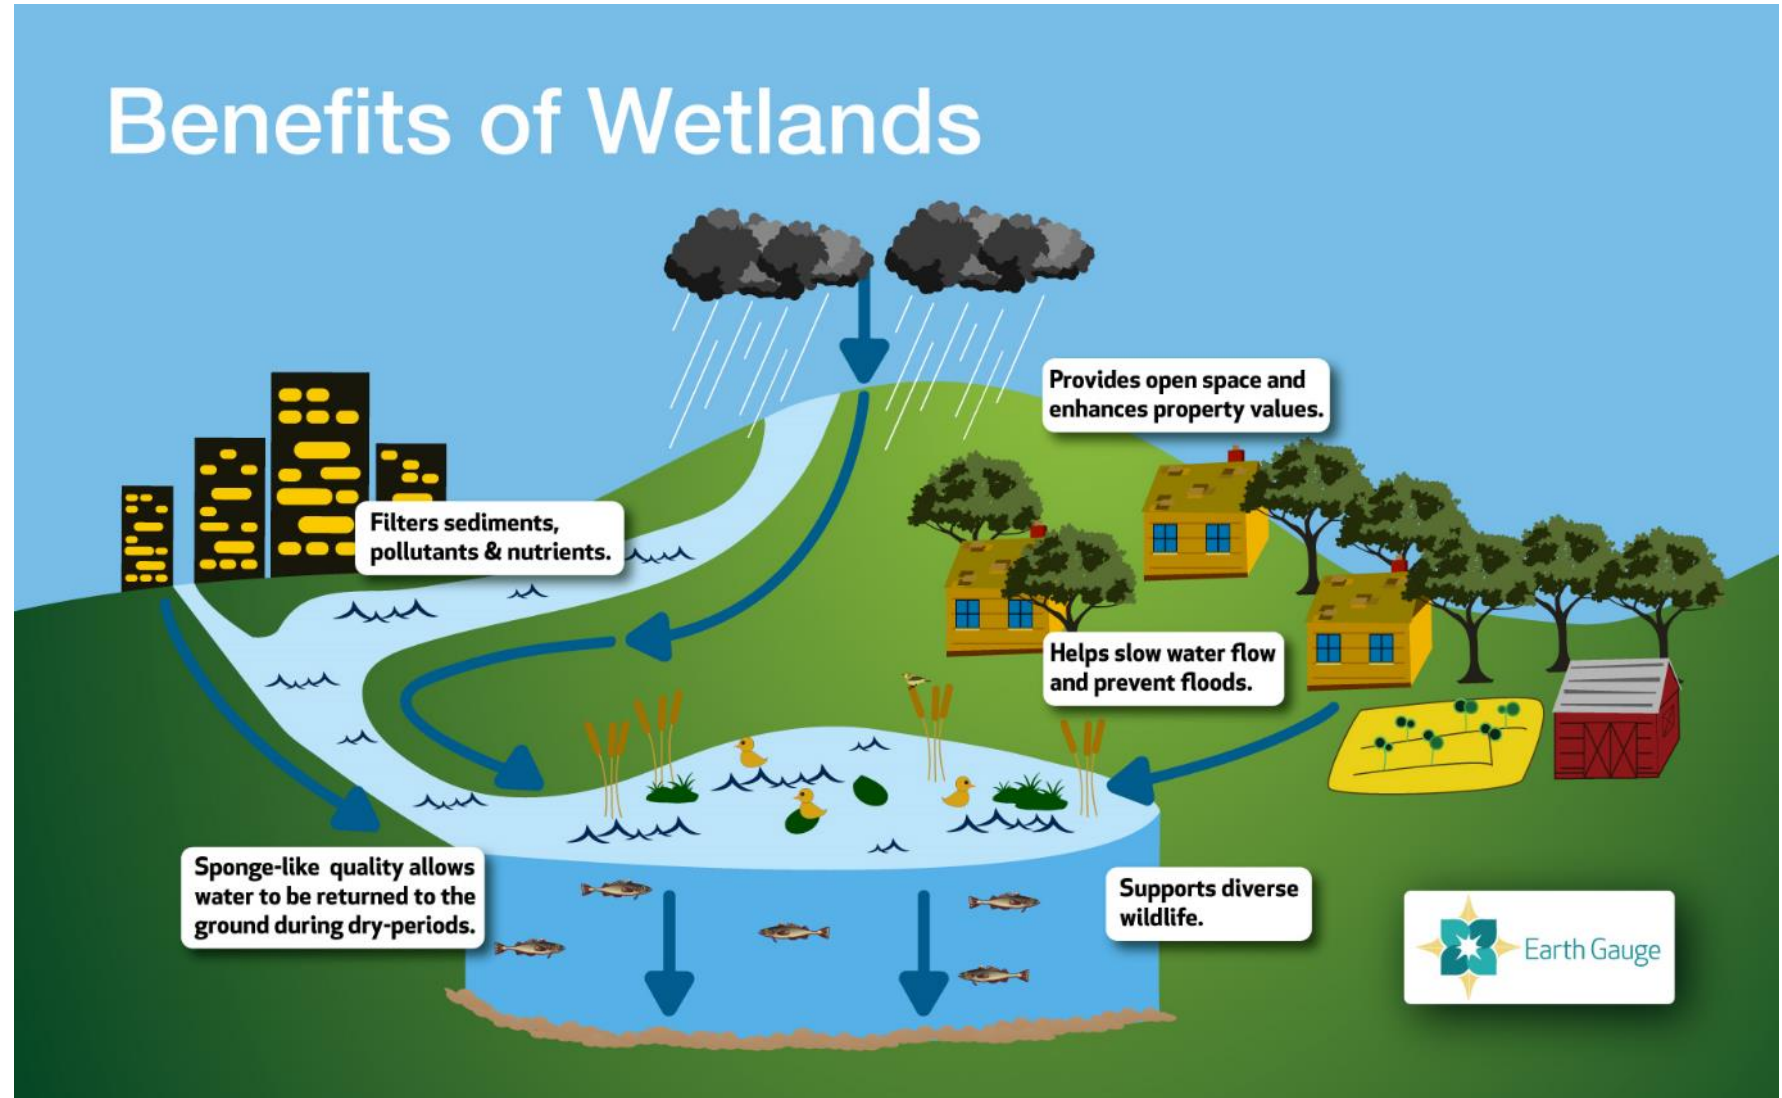 Benefits of Wetlands
Provides open space and
enhances property values.
Filters sediments,
pollutants & nutrients.
Helps slow water flow
and prevent floods.
Sponge-like quality allows
water to be returned to the
ground during dry-periods.
Supports diverse
wildlife.
Earth Gauge